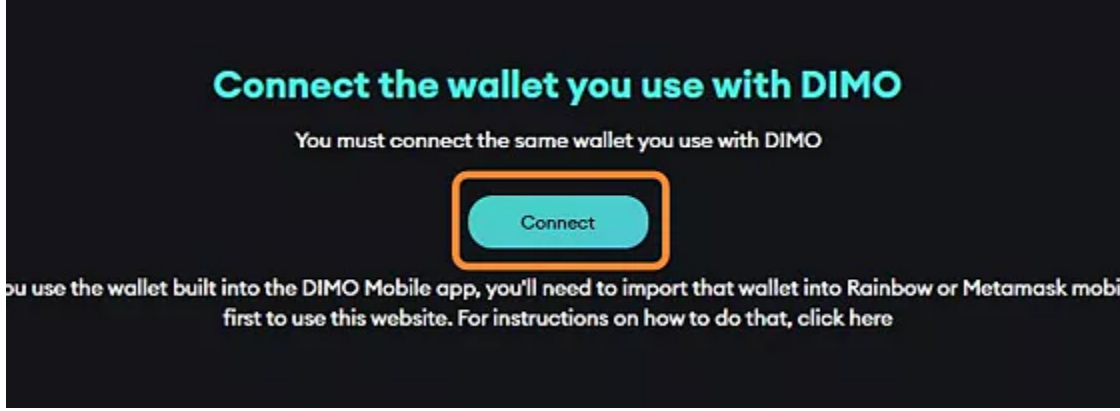 Connect the wallet you use with DIMO
You must connect the same wallet you use with DIMO
Connect
ou use the wallet built into the DIMO Mobile app, you'll need to import that wallet into Rainbow or Metamask mobi
first to use this website. For instructions on how to do that, click here